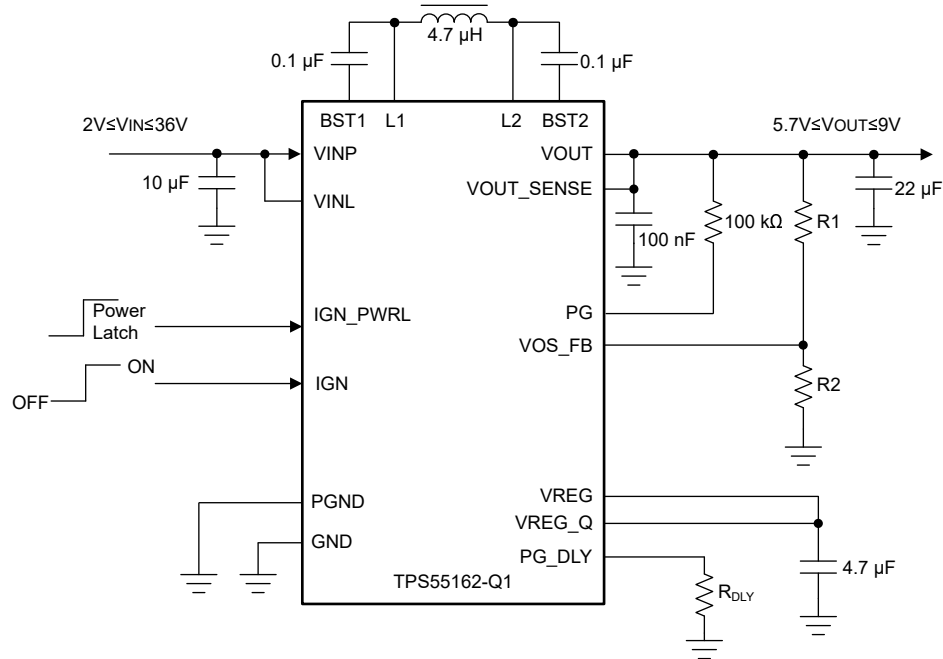 4.7 µH
0.1 µF
0.1 µF
BST1 L1 L2 BST2
2V≤VIN≤36V
5.7V≤VOUT≤9V
VINP
VOUT
10 µF
VINL
VOUT_SENSE
22 µF
100 nF
100 kΩ
R1
Power
Latch
IGN_PWRL
PG
VOS_FB
OFF
ON
IGN
R2
PGND
VREG
VREG_Q
GND
PG_DLY
4.7 µF
TPS55162-Q1
RDLY